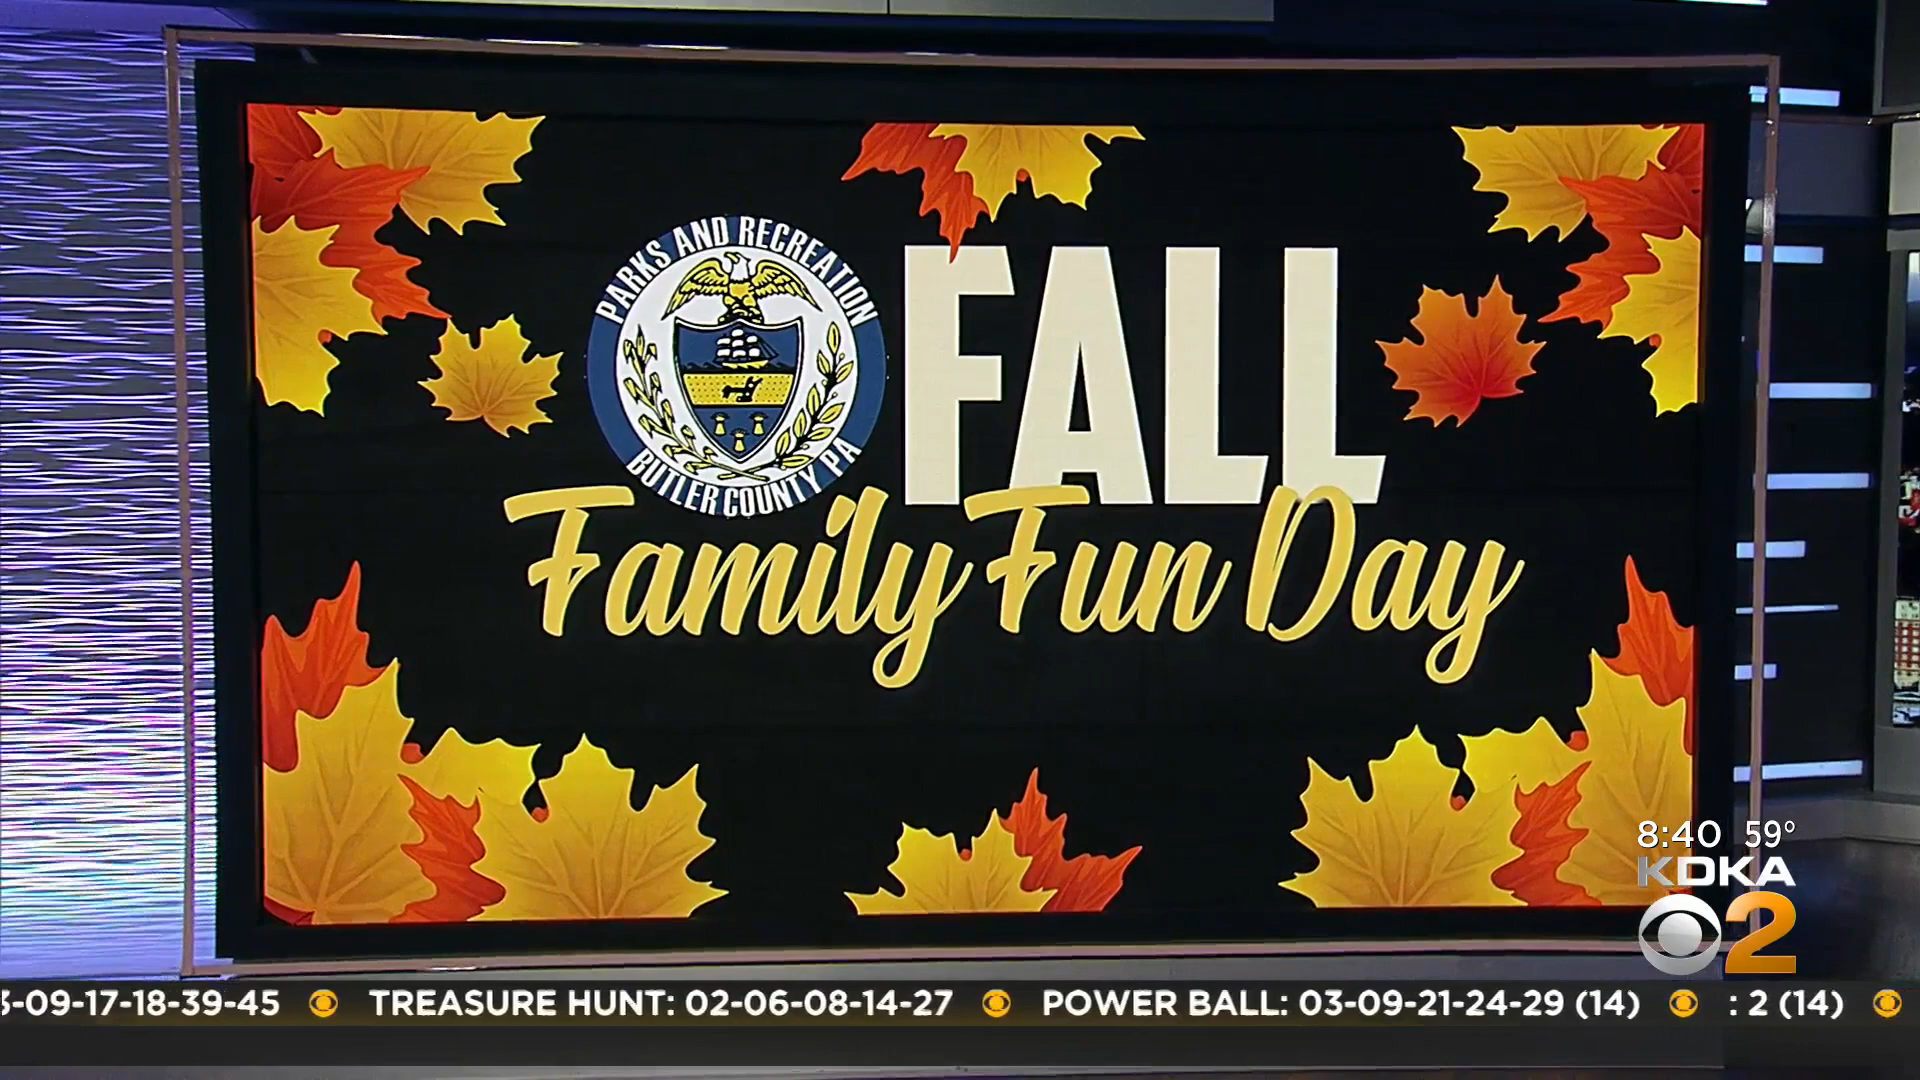 PARKS AND RECREATION
BUTLER COUNTY PA
FALL
Family Fun Day
8:40 59°
KDKA
2
-09-17-18-39-45 TREASURE HUNT: 02-06-08-14-27 POWER BALL: 03-09-21-24-29 (14) : 2 (14)